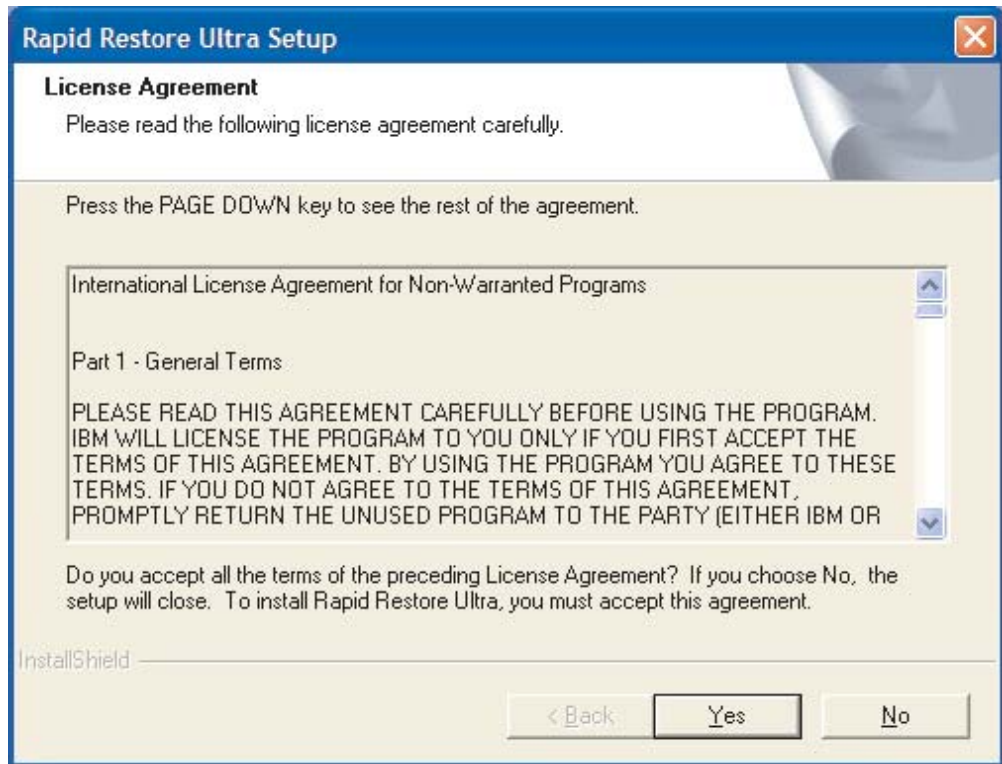 Rapid Restore Ultra Setup
License Agreement
Please read the following license agreement carefully.
Press the PAGE DOWN key to see the rest of the agreement.
International License Agreement for Non-Warranted Programs
Part 1 - General Terms
PLEASE READ THIS AGREEMENT CAREFULLY BEFORE USING THE PROGRAM.
IBM WILL LICENSE THE PROGRAM TO YOU ONLY IF YOU FIRST ACCEPT THE
TERMS OF THIS AGREEMENT. BY USING THE PROGRAM YOU AGREE TO THESE
TERMS. IF YOU DO NOT AGREE TO THE TERMS OF THIS AGREEMENT,
PROMPTLY RETURN THE UNUSED PROGRAM TO THE PARTY (EITHER IBM OR
Do you accept all the terms of the preceding License Agreement? If you choose No, the
setup will close. To install Rapid Restore Ultra, you must accept this agreement.
InstallShield
< Back Yes No